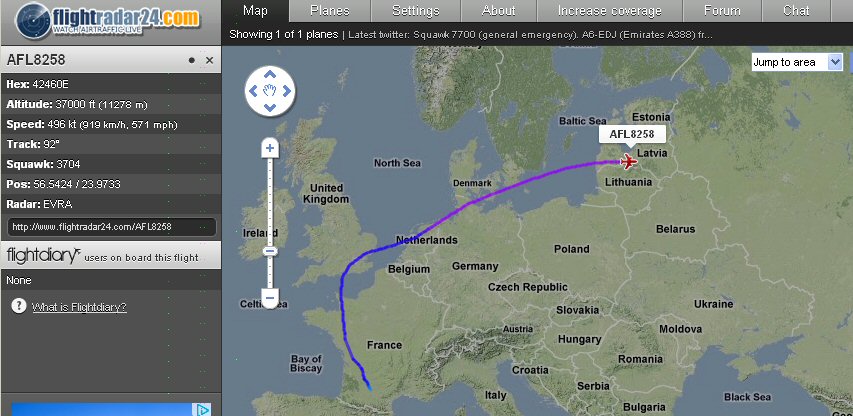 flightradar24.com
WATCH AIRTRAFFIC LIVE
Map Planes Settings About Increase coverage Forum Chat
Showing 1 of 1 planes | Latest twitter: Squawk 7700 (general emergency). A6-EDJ (Emirates A388) fr...
AFL8258
Hex: 42460E
Altitude: 37000 ft (11278 m)
Speed: 496 kt (919 km/h, 571 mph)
Track: 92°
Squawk: 3704
Pos: 56.5424 / 23.9733
Radar: EVRA
http://www.flightradar24.com/AFL8258
flightdiary users on board this flight
None
? What is Flightdiary?
Jump to area
Baltic Sea
Estonia
AFL8258
Latvia
North Sea
Denmark
Lithuania
United
Kingdom
Ireland
Belarus
Netherlands
Poland
Belgium
Germany
Czech Republic
Celtic Sea
Ukraine
Slovakia
Austria
Hungary
Moldova
France
Romania
Bay of
Biscay
Croatia
Italy
Serbia
Black Sea
Bulgaria